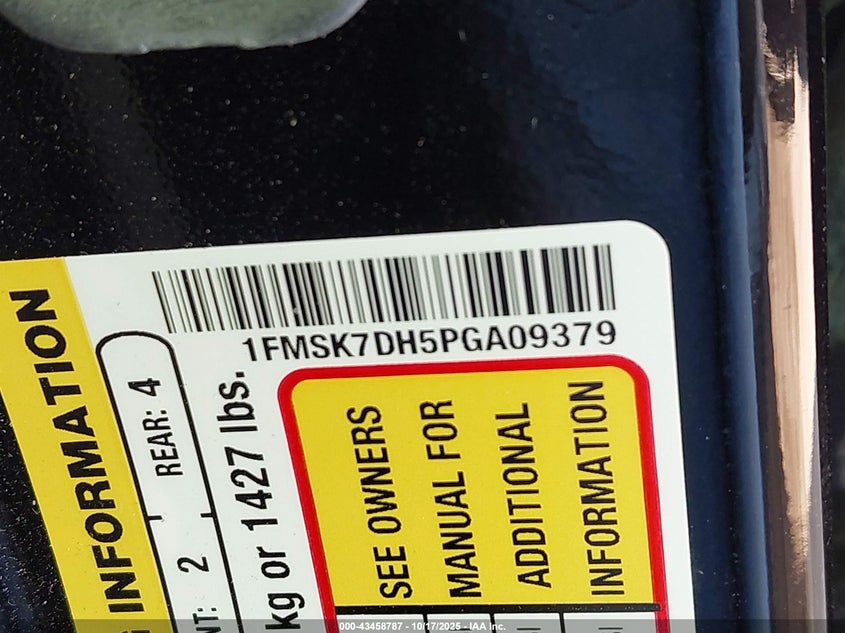 1FMSK7DH5PGA09379
INFORMATION
REAR: 4
2
kg or 1427 lbs.
SEE OWNERS
MANUAL FOR
ADDITIONAL
INFORMATION
000-43458787 - 10/17/2025 - IAA Inc.